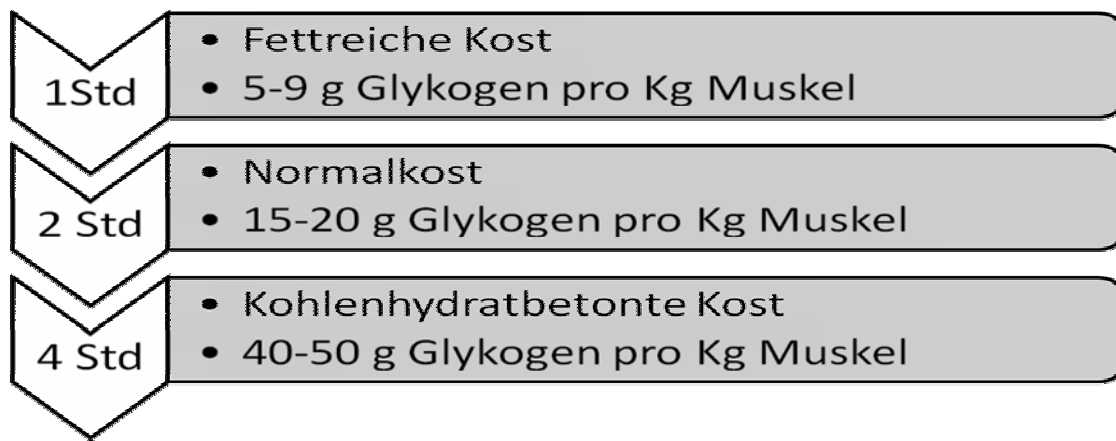 1Std
• Fettreiche Kost
• 5-9 g Glykogen pro Kg Muskel
2 Std
• Normalkost
• 15-20 g Glykogen pro Kg Muskel
4 Std
• Kohlenhydratbetonte Kost
• 40-50 g Glykogen pro Kg Muskel